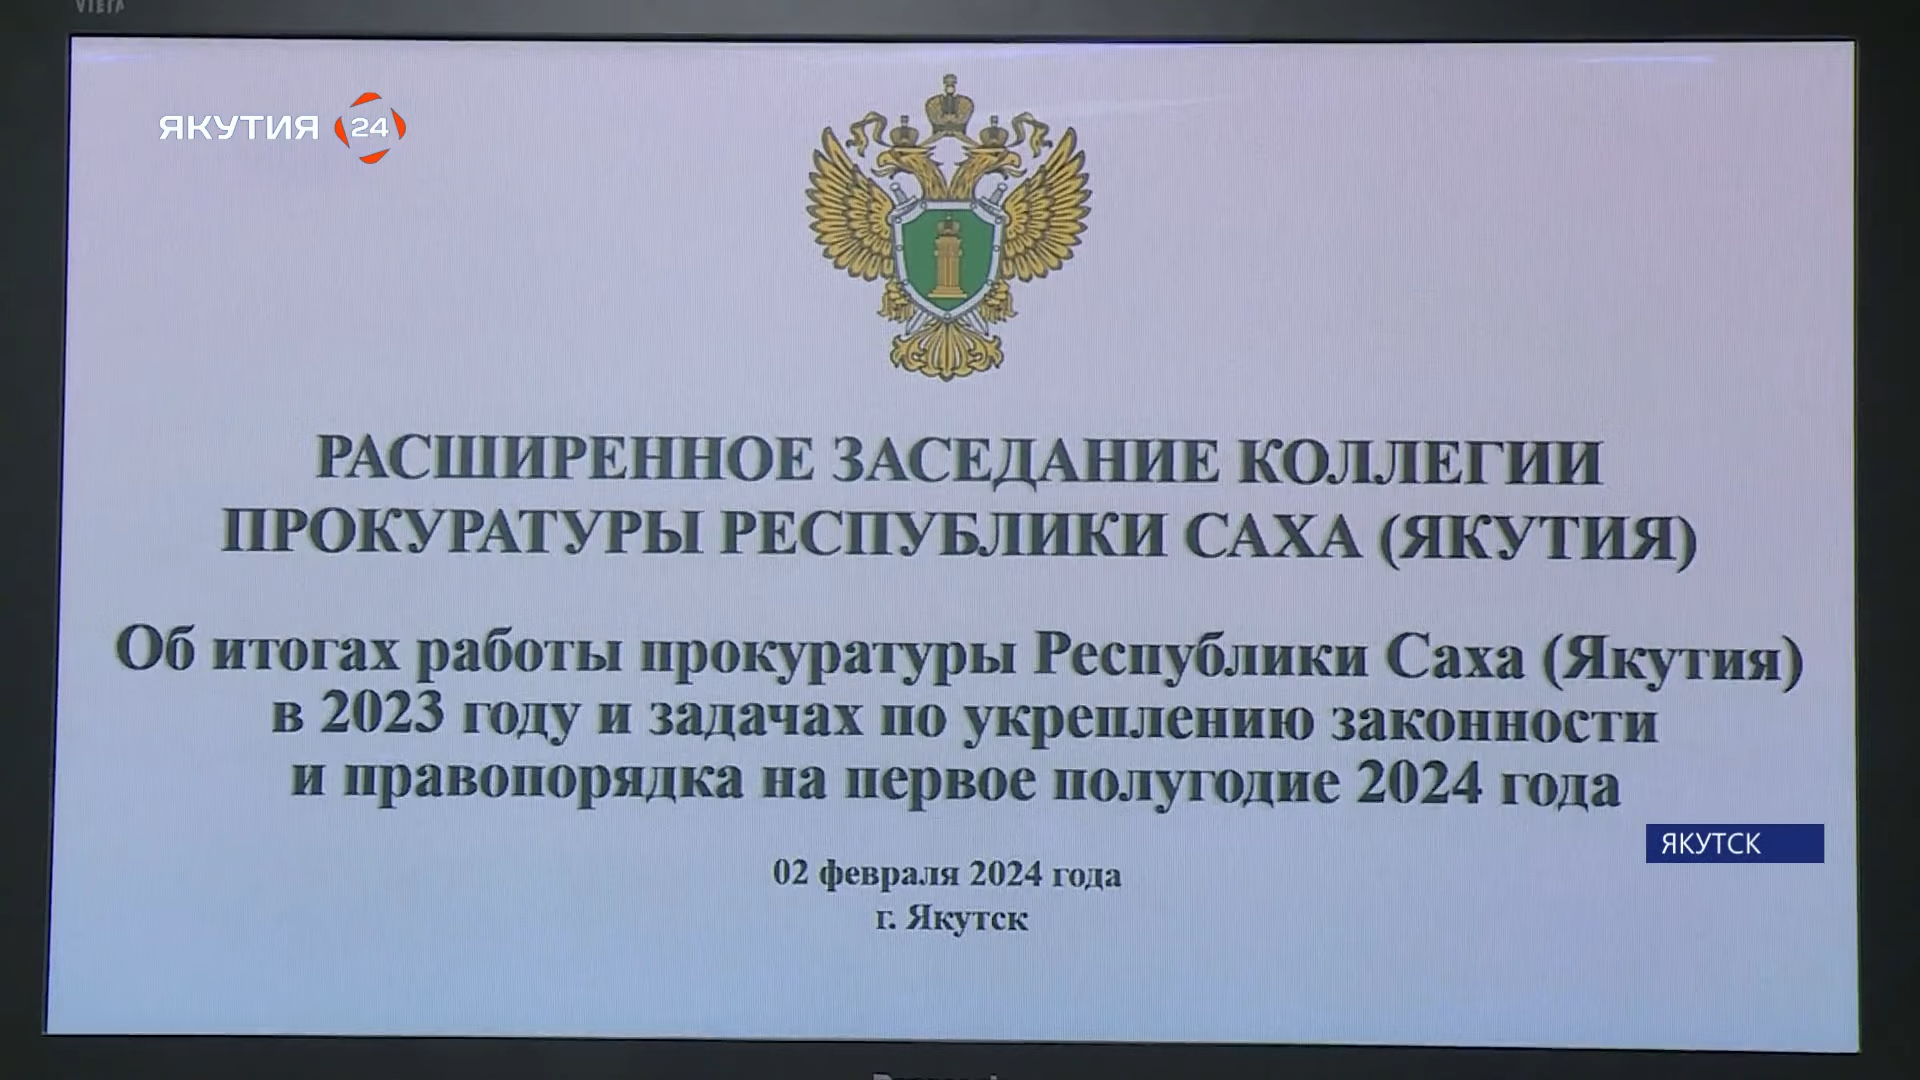 VIERA
ЯКУТИЯ 24
РАСШИРЕННОЕ ЗАСЕДАНИЕ КОЛЛЕГИИ
ПРОКУРАТУРЫ РЕСПУБЛИКИ САХА (ЯКУТИЯ)
Об итогах работы прокуратуры Республики Саха (Якутия)
в 2023 году и задачах по укреплению законности
и правопорядка на первое полугодие 2024 года
ЯКУТСК
02 февраля 2024 года
г. Якутск